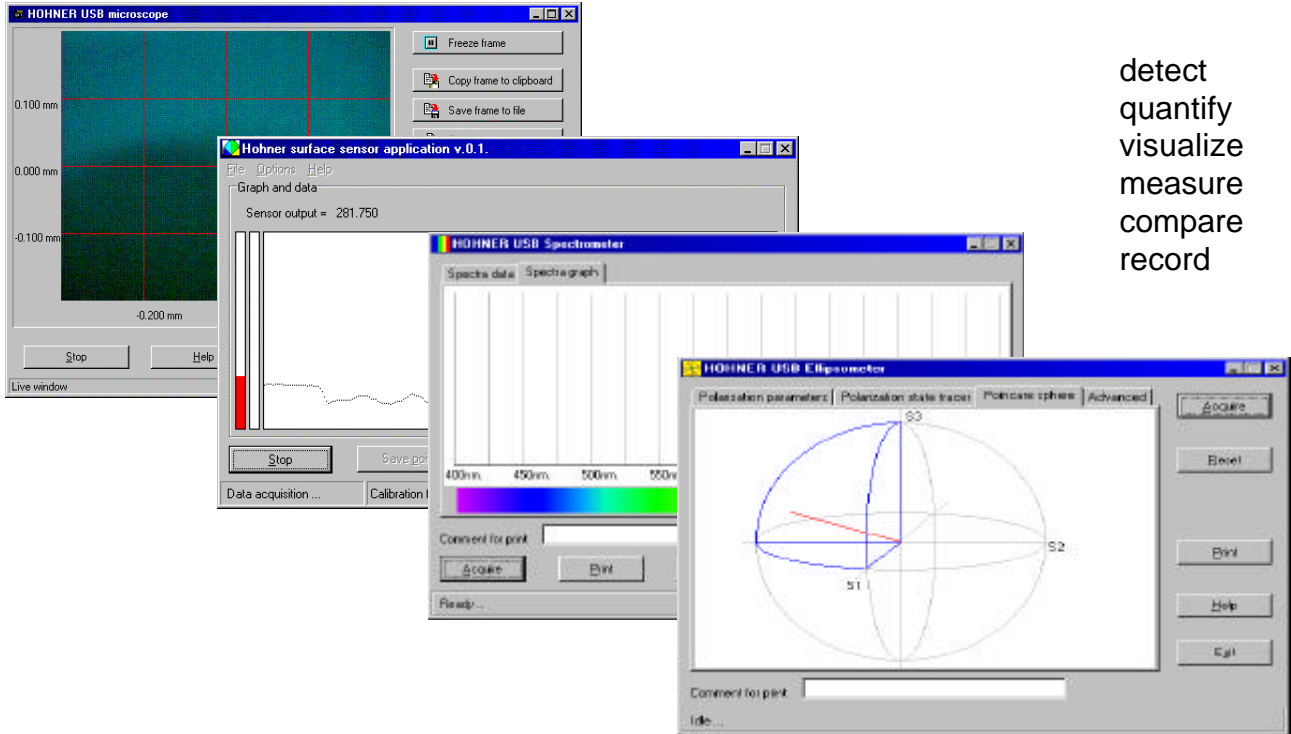 HOHNER USB microscope
Freeze frame
Copy frame to clipboard
Save frame to file
0.100 mm
0.000 mm
-0.100 mm
-0.200 mm
Stop
Help
Live window
Hohner surface sensor application v.0.1.
File Options Help
Graph and data
Sensor output = 281.750
Stop
Save
Data acquisition ...
Calibration
HOHNER USB Spectrometer
Spectra data
Spectra graph
400nm.
450nm.
500nm.
Comment for print
Acquire
Print
Ready...
HOHNER USB Ellipsometer
Polarization parameters
Polarization state tracer
Poincare sphere
Advanced
S3
S2
S1
Acquire
Reset
Print
Help
Exit
Comment for print
Idle ...
detect
quantify
visualize
measure
compare
record